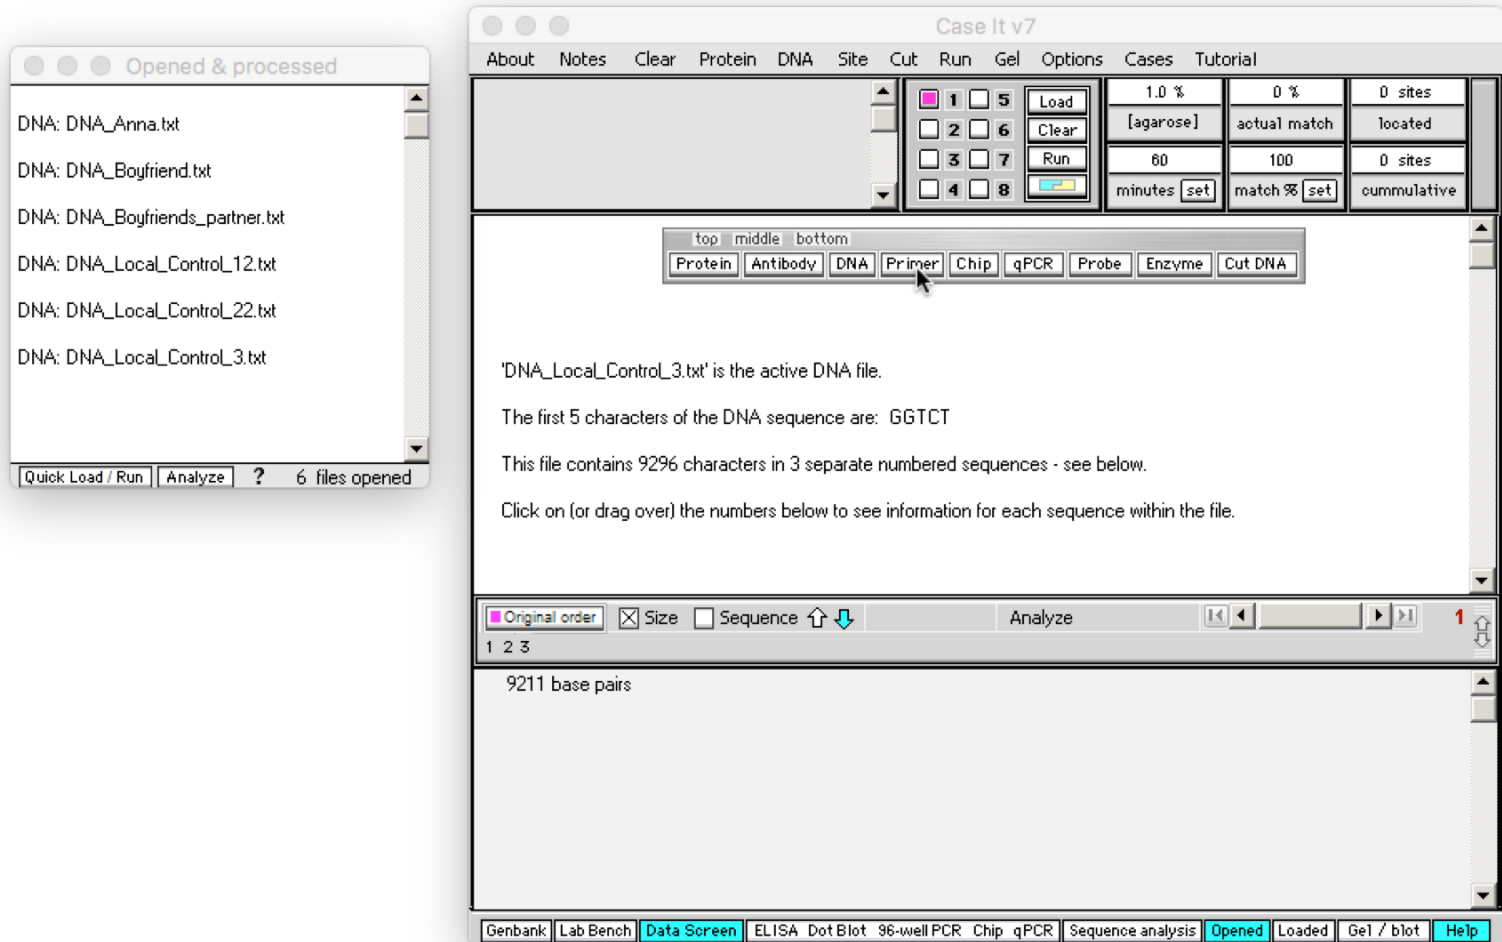 Opened & processed
DNA: DNA_Anna.txt
DNA: DNA_Boyfriend.txt
DNA: DNA_Boyfriends_partner.txt
DNA: DNA_Local_Control_12.txt
DNA: DNA_Local_Control_22.txt
DNA: DNA_Local_Control_3.txt
Quick Load / Run Analyze ? 6 files opened
Case It v7
About Notes Clear Protein DNA Site Cut Run Gel Options Cases Tutorial
1 5 Load
2 6 Clear
3 7 Run
4 8
1.0 % 0 % 0 sites
[agarose] actual match located
60 100 0 sites
minutes set match % set cummulative
top middle bottom
Protein Antibody DNA Primer Chip qPCR Probe Enzyme Cut DNA
'DNA_Local_Control_3.txt' is the active DNA file.
The first 5 characters of the DNA sequence are: GGTCT
This file contains 9296 characters in 3 separate numbered sequences - see below.
Click on (or drag over) the numbers below to see information for each sequence within the file.
Original order Size Sequence Analyze 1
1 2 3
9211 base pairs
Genbank Lab Bench Data Screen ELISA Dot Blot 96-well PCR Chip qPCR Sequence analysis Opened Loaded Gel / blot Help